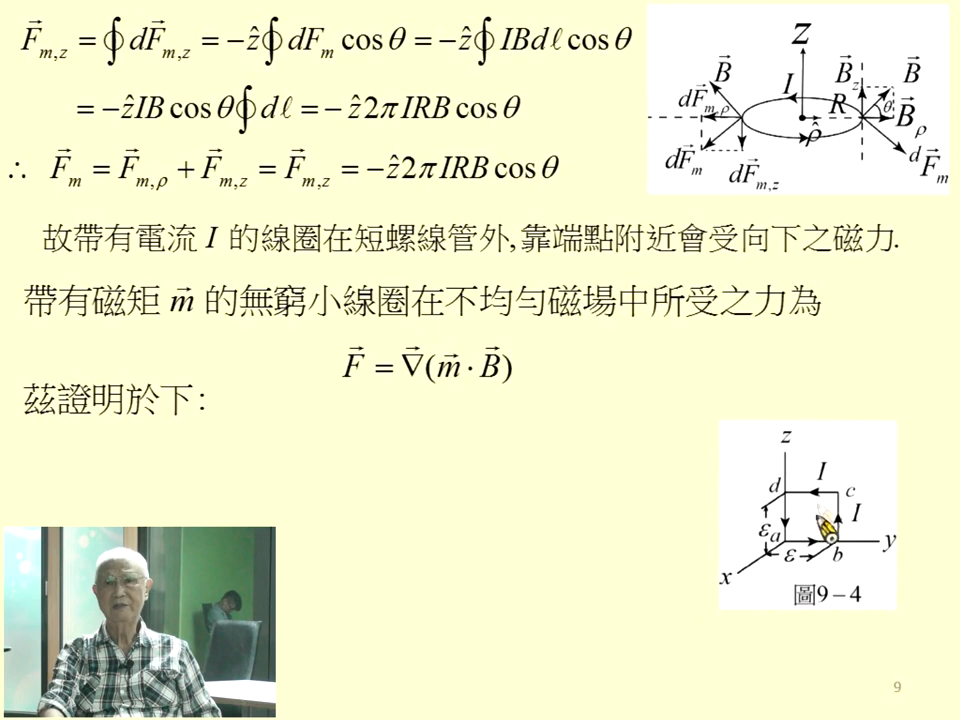 F⃗_{m,z} = ∮dF⃗_{m,z} = −ẑ∮dF_m cosθ = −ẑ∮IBdℓcosθ
= −ẑIB cosθ∮dℓ = −ẑ2πIRB cosθ
∴ F⃗_m = F⃗_{m,ρ} + F⃗_{m,z} = F⃗_{m,z} = −ẑ2πIRB cosθ
z
B⃗ I B⃗_z B⃗
dF⃗_{m,ρ} R θ B⃗_ρ
ρ̂
dF⃗_m dF⃗_{m,z} dF⃗_m
故帶有電流 I 的線圈在短螺線管外,靠端點附近會受向下之磁力.
帶有磁矩 m⃗ 的無窮小線圈在不均勻磁場中所受之力為
F⃗ = ∇⃗(m⃗ · B⃗)
茲證明於下:
z
d I c
I
ε a y
ε b
x
圖9−4
9